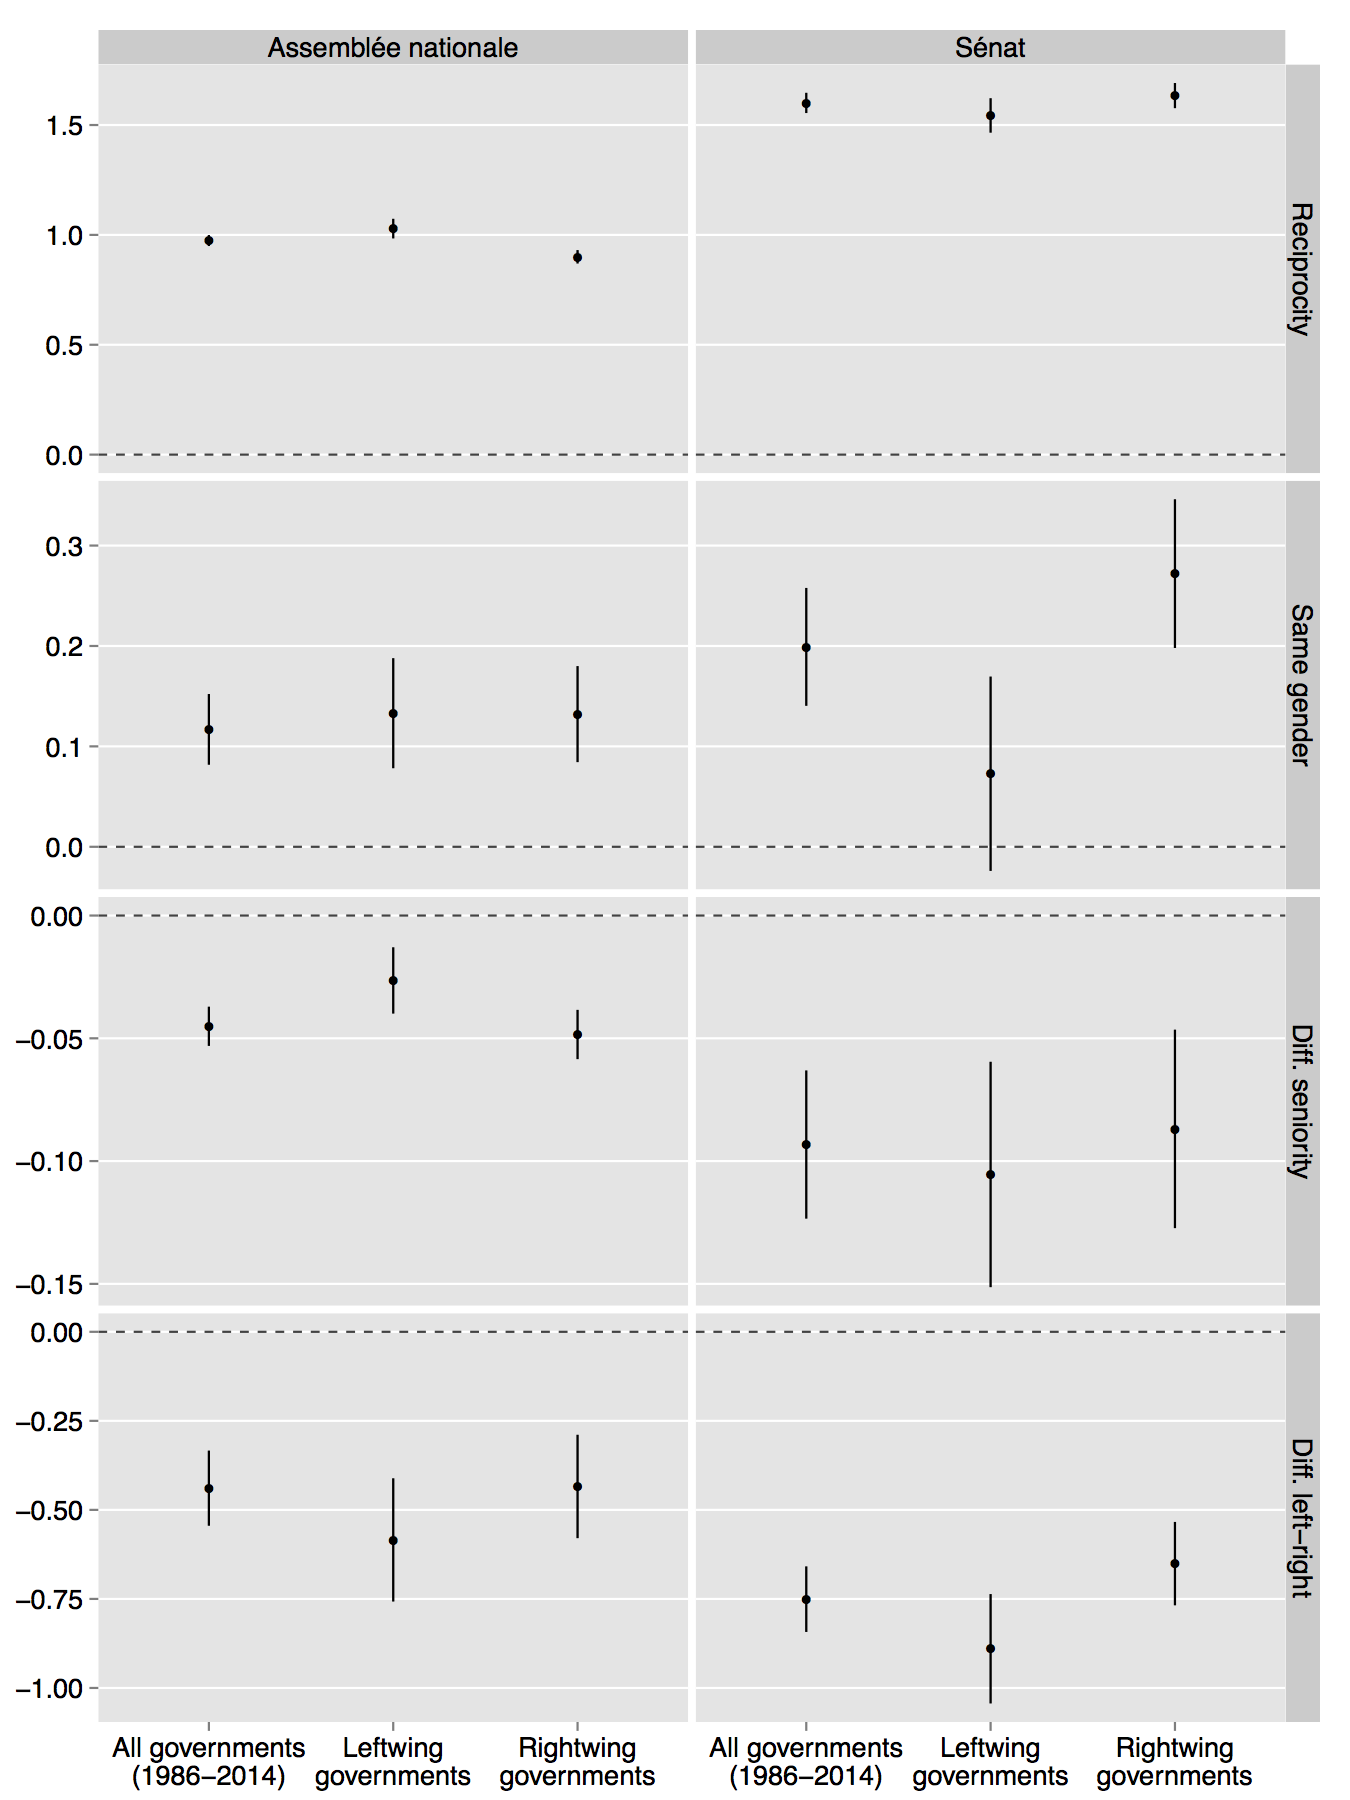 Assemblée nationale
Sénat
1.5
1.0
0.5
0.0
Reciprocity
0.3
0.2
0.1
0.0
Same gender
0.00
−0.05
−0.10
−0.15
Diff. seniority
0.00
−0.25
−0.50
−0.75
−1.00
Diff. left−right
All governments
(1986−2014)
Leftwing
governments
Rightwing
governments
All governments
(1986−2014)
Leftwing
governments
Rightwing
governments